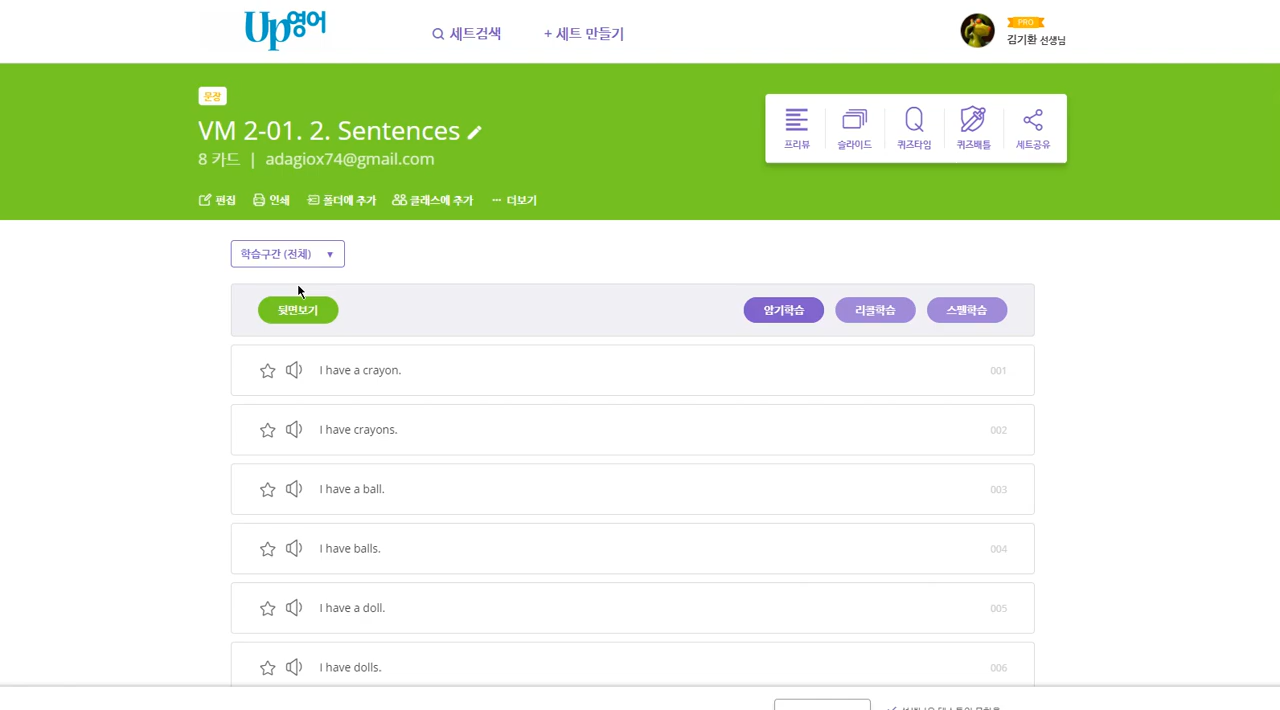 Up영어
세트검색
+ 세트 만들기
PRO
김기환 선생님
문장
VM 2-01. 2. Sentences
8 카드 | adagiox74@gmail.com
프리뷰
슬라이드
퀴즈타임
퀴즈배틀
세트공유
편집
인쇄
폴더에 추가
클래스에 추가
··· 더보기
학습구간 (전체) ▼
뒷면보기
암기학습
리콜학습
스펠학습
I have a crayon. 001
I have crayons. 002
I have a ball. 003
I have balls. 004
I have a doll. 005
I have dolls. 006